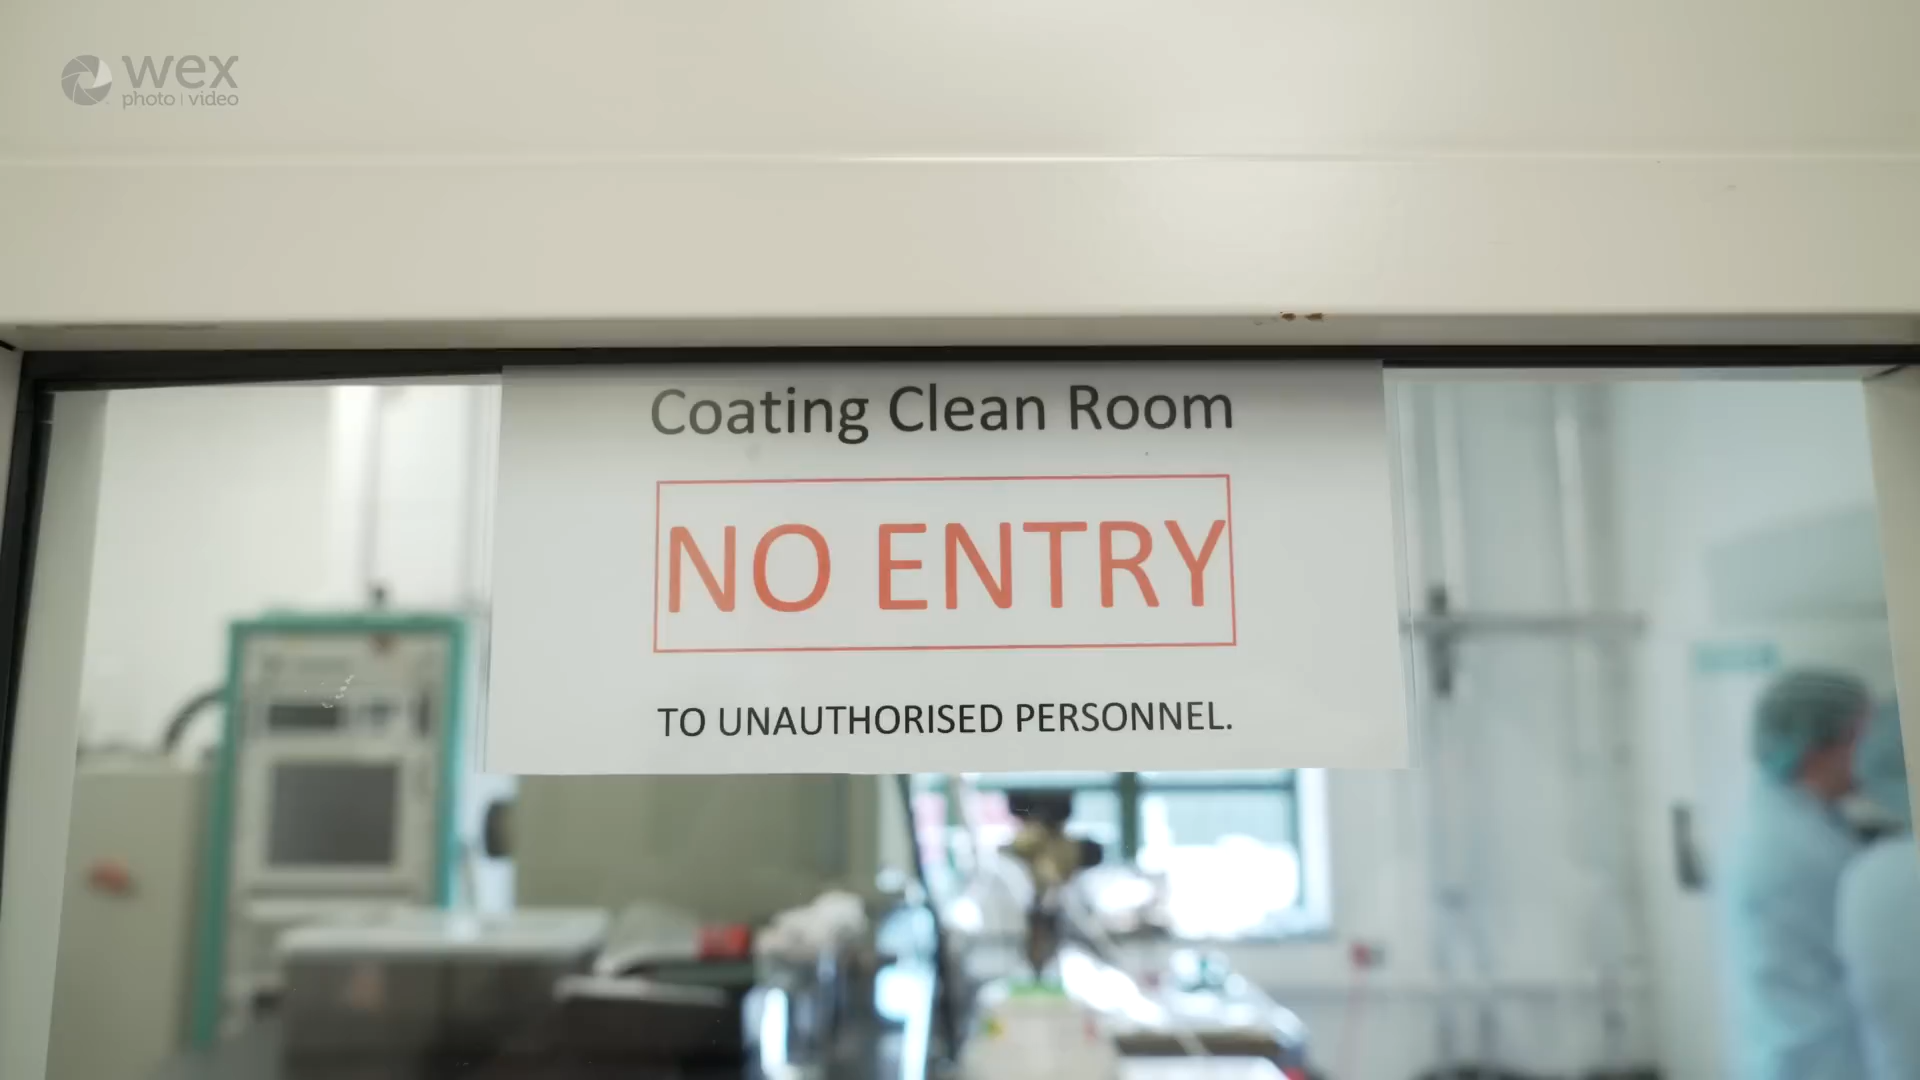 wex
photo | video
Coating Clean Room
NO ENTRY
TO UNAUTHORISED PERSONNEL.